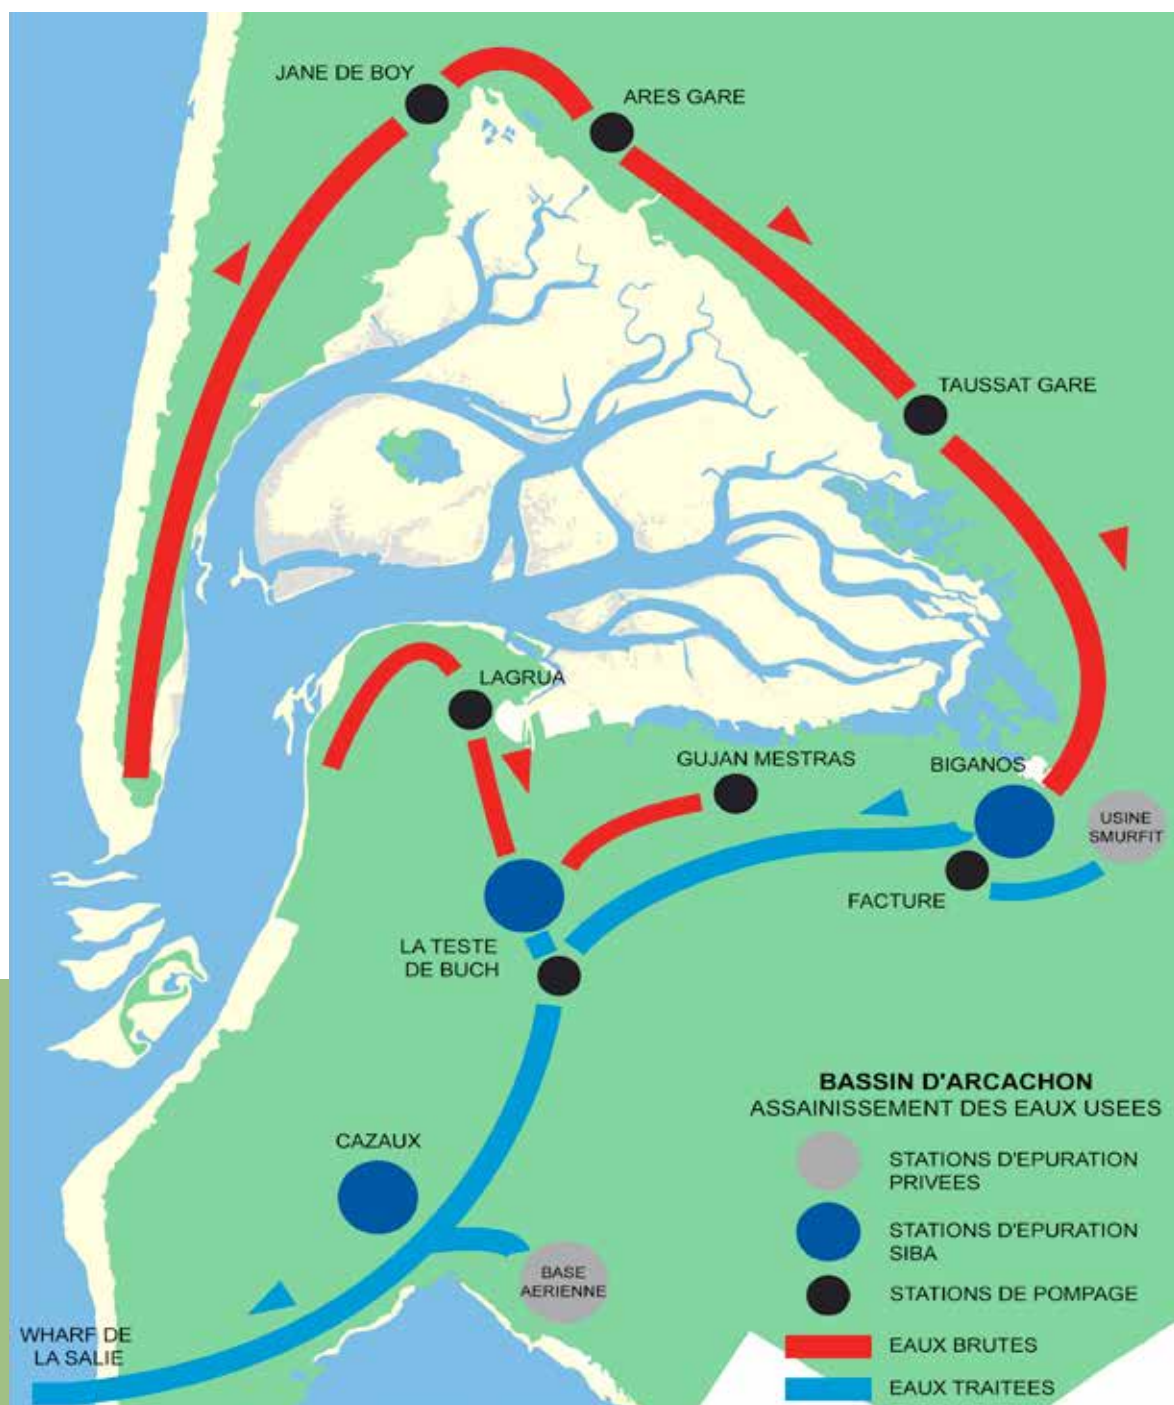 JANE DE BOY
ARES GARE
TAUSSAT GARE
LAGRUA
GUJAN MESTRAS
BIGANOS
USINE
SMURFIT
FACTURE
LA TESTE
DE BUCH
CAZAUX
BASE
AERIENNE
WHARF DE
LA SALIE
BASSIN D'ARCACHON
ASSAINISSEMENT DES EAUX USEES
STATIONS D'EPURATION
PRIVEES
STATIONS D'EPURATION
SIBA
STATIONS DE POMPAGE
EAUX BRUTES
EAUX TRAITEES